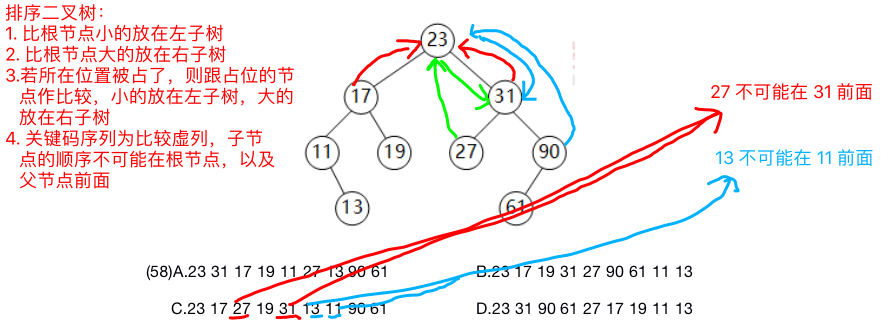 排序二叉树：
1. 比根节点小的放在左子树
2. 比根节点大的放在右子树
3.若所在位置被占了，则跟占位的节
点作比较，小的放在左子树，大的
放在右子树
4. 关键码序列为比较虚列，子节
点的顺序不可能在根节点，以及
父节点前面
23
17
31
11
19
27
90
13
61
27 不可能在 31 前面
13 不可能在 11 前面
(58)A.23 31 17 19 11 27 13 90 61
B.23 17 19 31 27 90 61 11 13
C.23 17 27 19 31 13 11 90 61
D.23 31 90 61 27 17 19 11 13